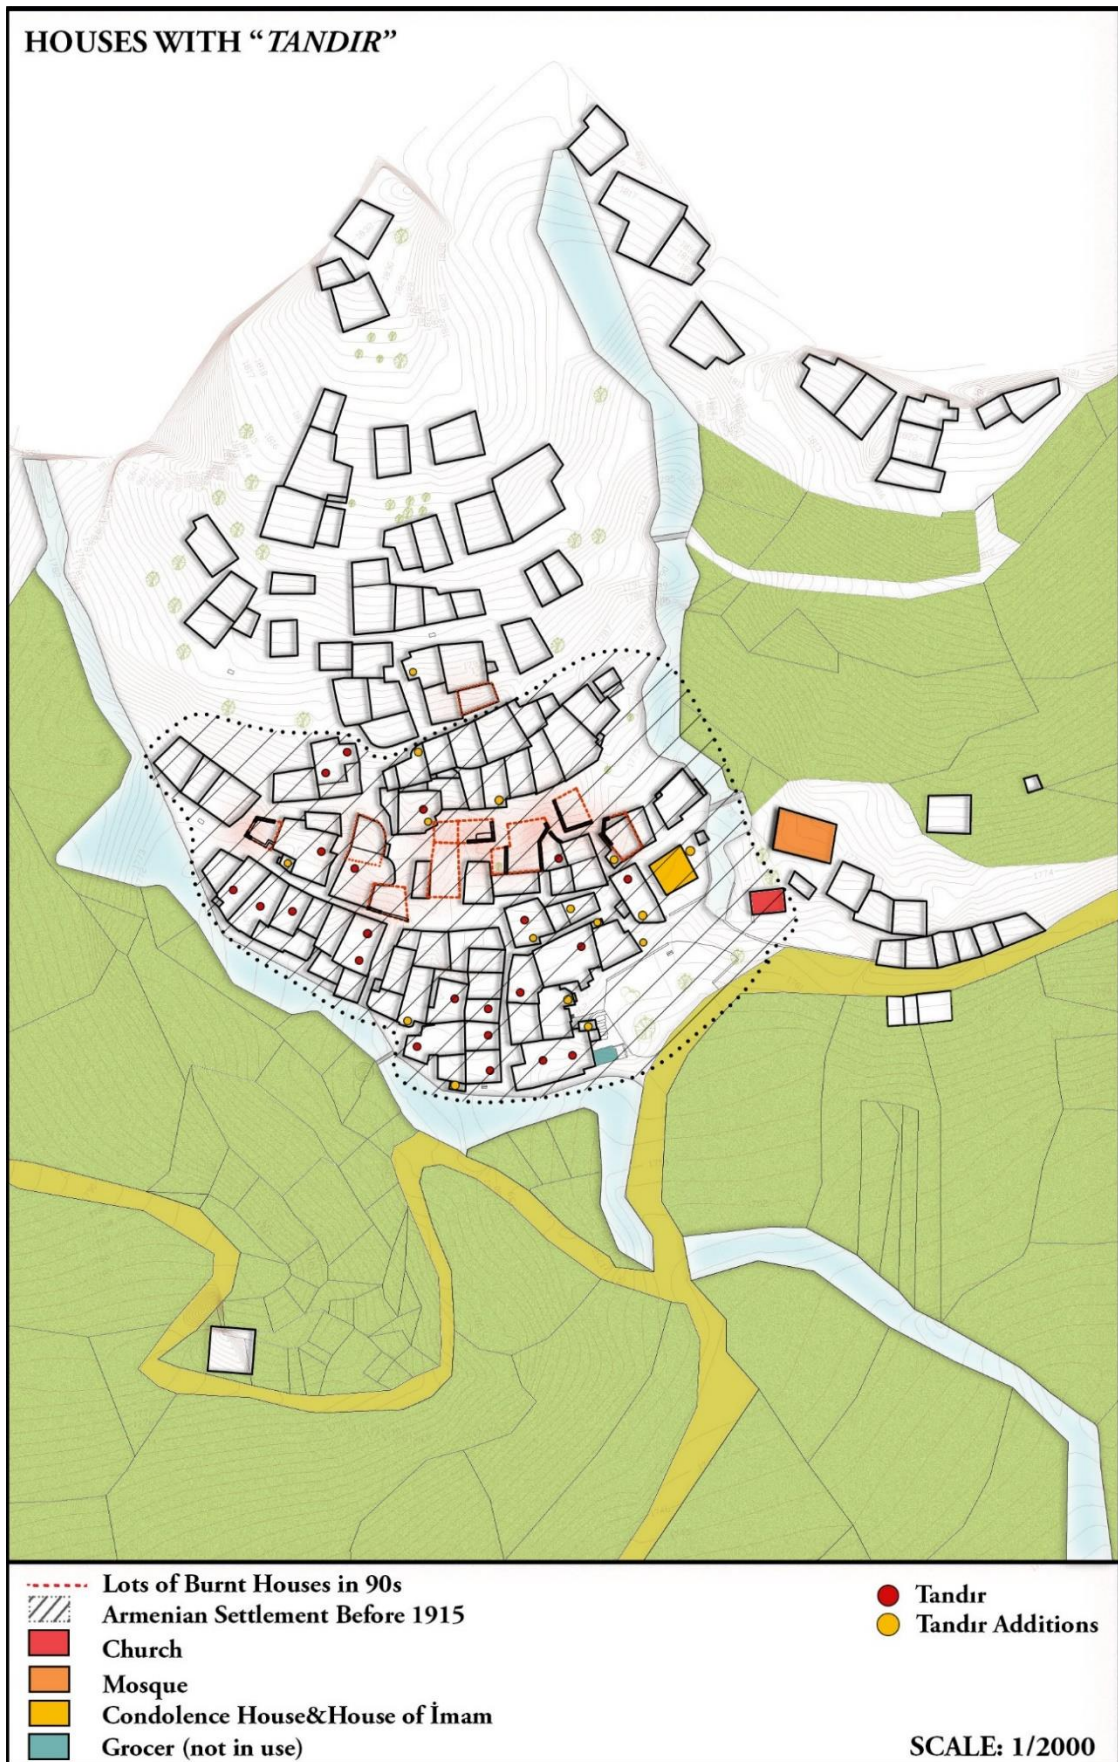 HOUSES WITH “TANDIR”
Lots of Burnt Houses in 90s
Armenian Settlement Before 1915
Church
Mosque
Condolence House&House of İmam
Grocer (not in use)
Tandır
Tandır Additions
SCALE: 1/2000